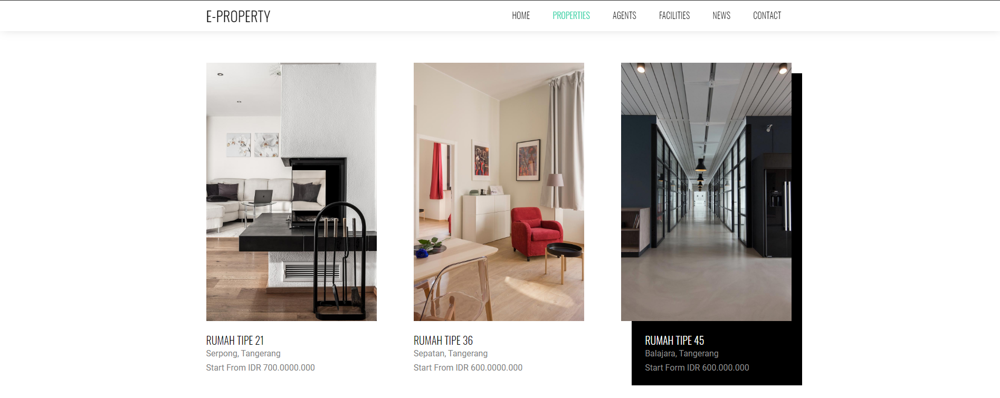 E-PROPERTY
HOME PROPERTIES AGENTS FACILITIES NEWS CONTACT
RUMAH TIPE 21
Serpong, Tangerang
Start From IDR 700.0000.000
RUMAH TIPE 36
Sepatan, Tangerang
Start From IDR 600.0000.000
RUMAH TIPE 45
Balajara, Tangerang
Start Form IDR 600.000.000